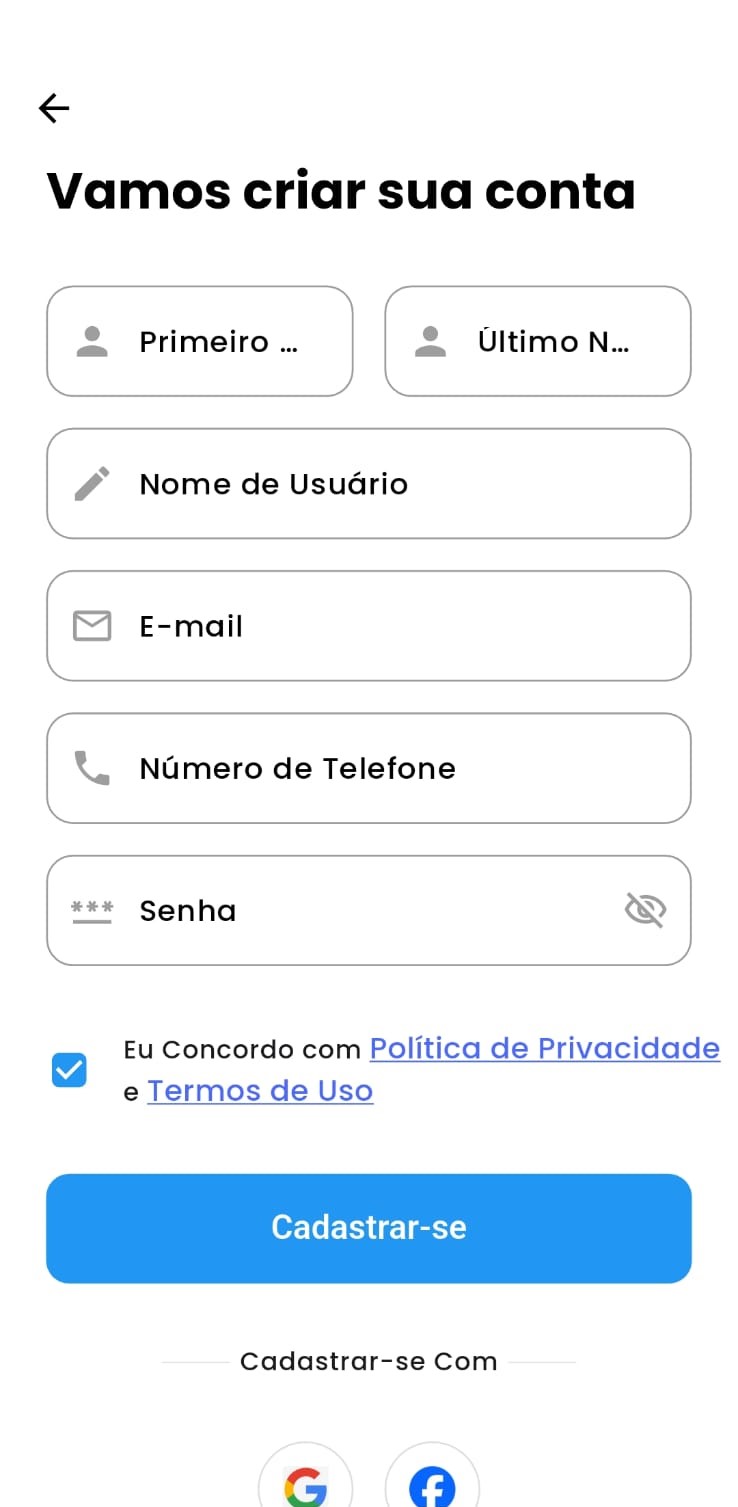 Vamos criar sua conta
Primeiro ...
Último N...
Nome de Usuário
E-mail
Número de Telefone
*** Senha
Eu Concordo com Política de Privacidade
e Termos de Uso
Cadastrar-se
Cadastrar-se Com